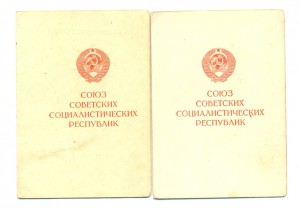 СОЮЗ
СОВЕТСКИХ
СОЦИАЛИСТИЧЕСКИХ
РЕСПУБЛИК
СОЮЗ
СОВЕТСКИХ
СОЦИАЛИСТИЧЕСКИХ
РЕСПУБЛИК